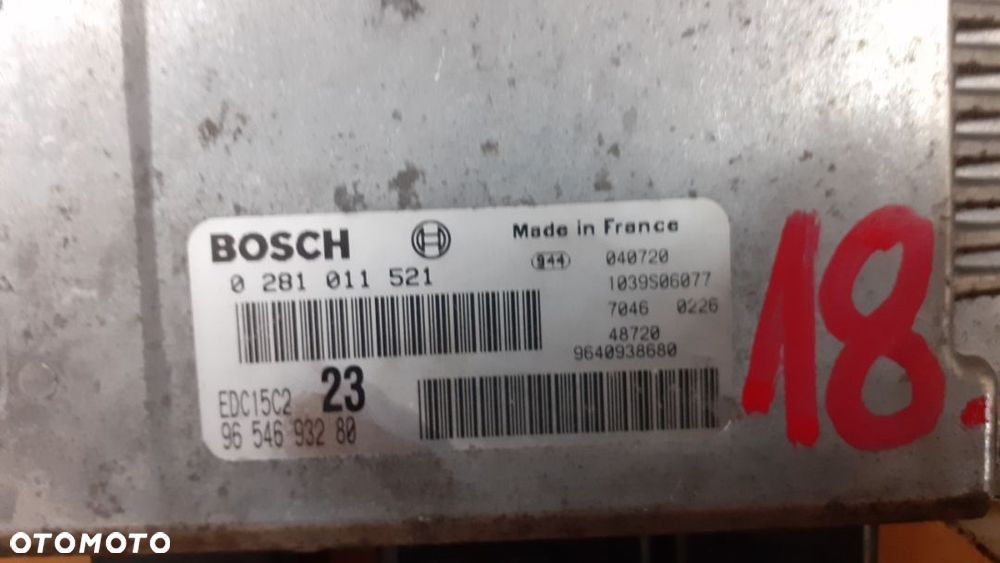 BOSCH
Made in France
0 281 011 521
944
040720
1039S06077
7046 0226
48720
9640938680
EDC15C2 23
96 546 932 80
18.
OTOMOTO